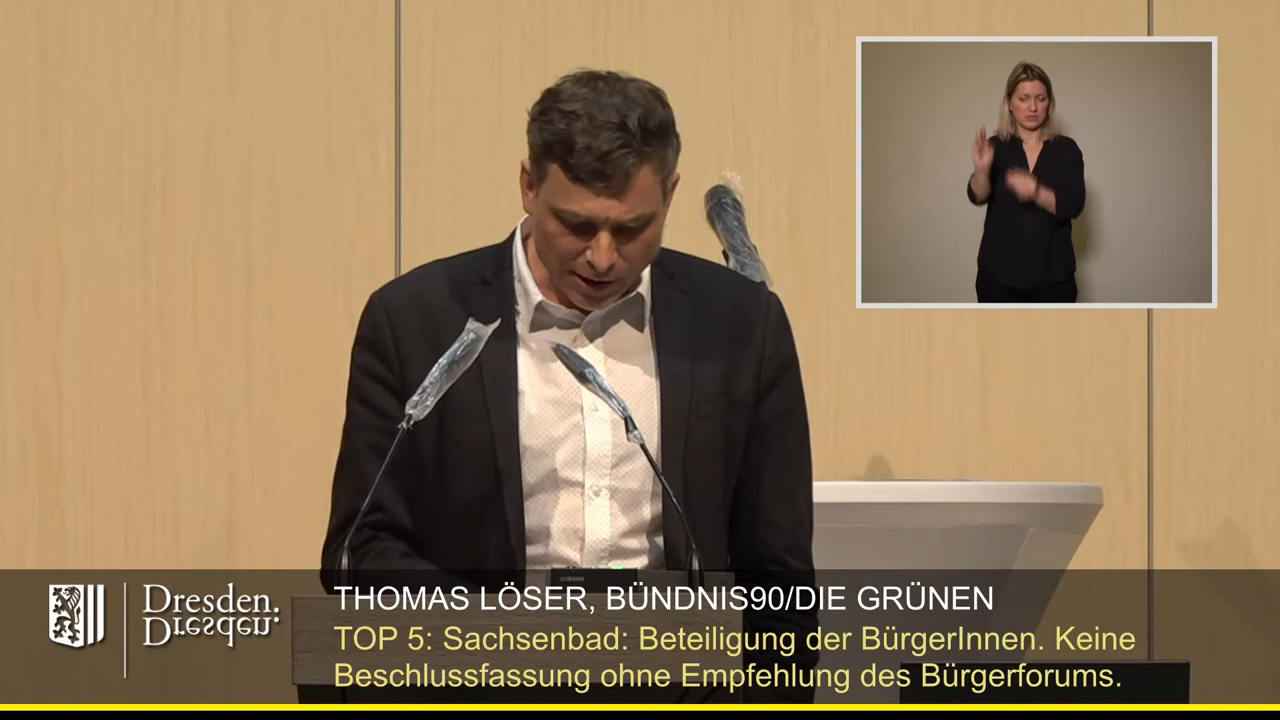 Dresden.
Dresden.
THOMAS LÖSER, BÜNDNIS90/DIE GRÜNEN
TOP 5: Sachsenbad: Beteiligung der BürgerInnen. Keine
Beschlussfassung ohne Empfehlung des Bürgerforums.